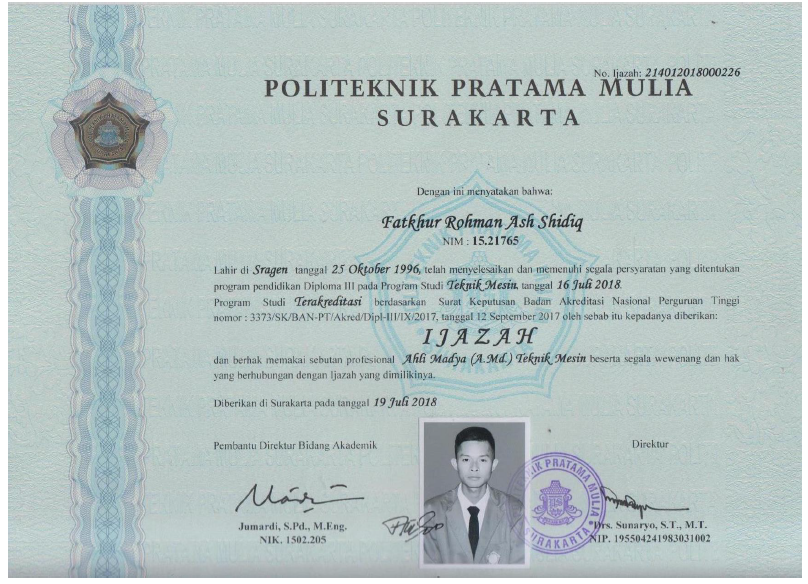 No. Ijazah: 214012018000226
POLITEKNIK PRATAMA MULIA
SURAKARTA
Dengan ini menyatakan bahwa:
Fatkhur Rohman Ash Shidiq
NIM : 15.21765
Lahir di Sragen tanggal 25 Oktober 1996, telah menyelesaikan dan memenuhi segala persyaratan yang ditentukan
program pendidikan Diploma III pada Program Studi Teknik Mesin, tanggal 16 Juli 2018.
Program Studi Terakreditasi berdasarkan Surat Keputusan Badan Akreditasi Nasional Perguruan Tinggi
nomor : 3373/SK/BAN-PT/Akred/Dipl-III/IX/2017, tanggal 12 September 2017 oleh sebab itu kepadanya diberikan:
IJAZAH
dan berhak memakai sebutan profesional Ahli Madya (A.Md.) Teknik Mesin beserta segala wewenang dan hak
yang berhubungan dengan Ijazah yang dimilikinya.
Diberikan di Surakarta pada tanggal 19 Juli 2018
Pembantu Direktur Bidang Akademik
Direktur
POLITEKNIK PRATAMA MULIA
SURAKARTA
Jumardi, S.Pd., M.Eng.
NIK. 1502.205
Drs. Sunaryo, S.T., M.T.
NIP. 195504241983031002